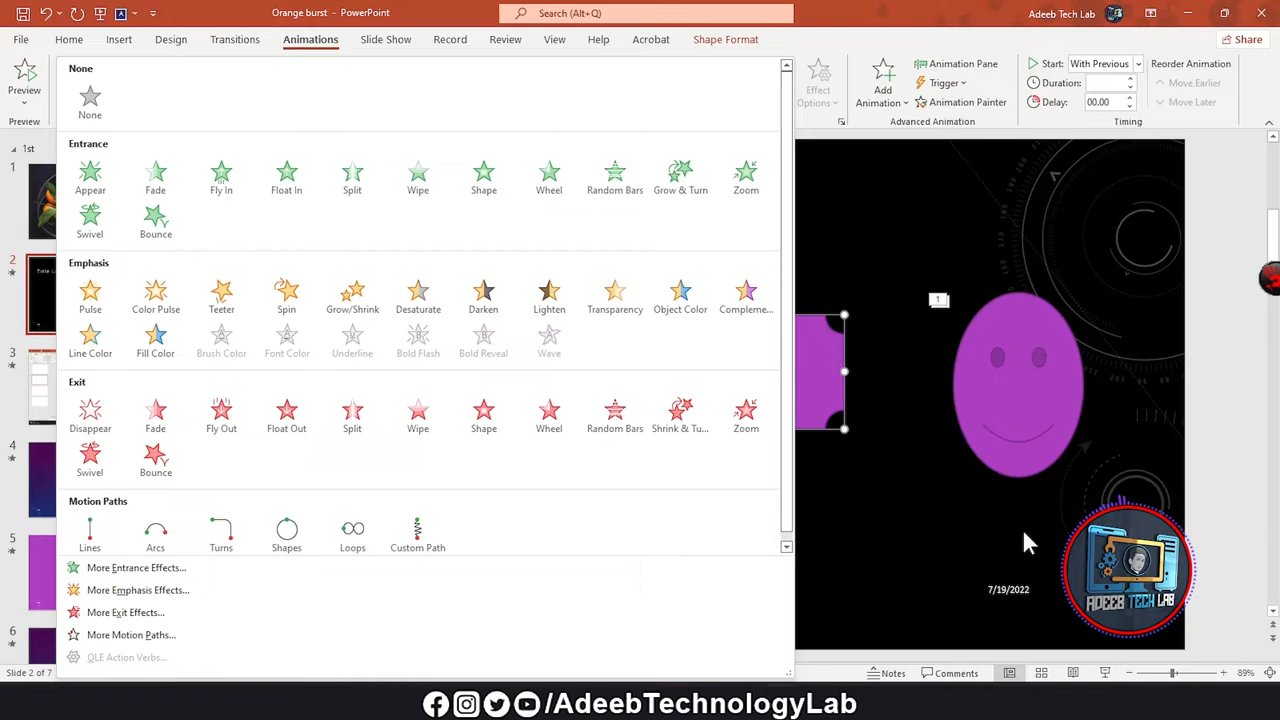 Orange burst - PowerPoint
Search (Alt+Q)
Adeeb Tech Lab
File Home Insert Design Transitions Animations Slide Show Record Review View Help Acrobat Shape Format
Share
Preview
Preview
None
None
Entrance
Appear Fade Fly In Float In Split Wipe Shape Wheel Random Bars Grow & Turn Zoom
Swivel Bounce
Emphasis
Pulse Color Pulse Teeter Spin Grow/Shrink Desaturate Darken Lighten Transparency Object Color Compleme...
Line Color Fill Color Brush Color Font Color Underline Bold Flash Bold Reveal Wave
Exit
Disappear Fade Fly Out Float Out Split Wipe Shape Wheel Random Bars Shrink & Tu... Zoom
Swivel Bounce
Motion Paths
Lines Arcs Turns Shapes Loops Custom Path
More Entrance Effects...
More Emphasis Effects...
More Exit Effects...
More Motion Paths...
OLE Action Verbs...
Effect
Options
Add
Animation
Animation Pane
Trigger
Animation Painter
Advanced Animation
Start: With Previous
Duration:
Delay: 00.00
Timing
Reorder Animation
Move Earlier
Move Later
1st
1
2
3
4
5
6
1
7/19/2022
ADEEB TECH LAB
Slide 2 of 7
Notes Comments
89%
/AdeebTechnologyLab